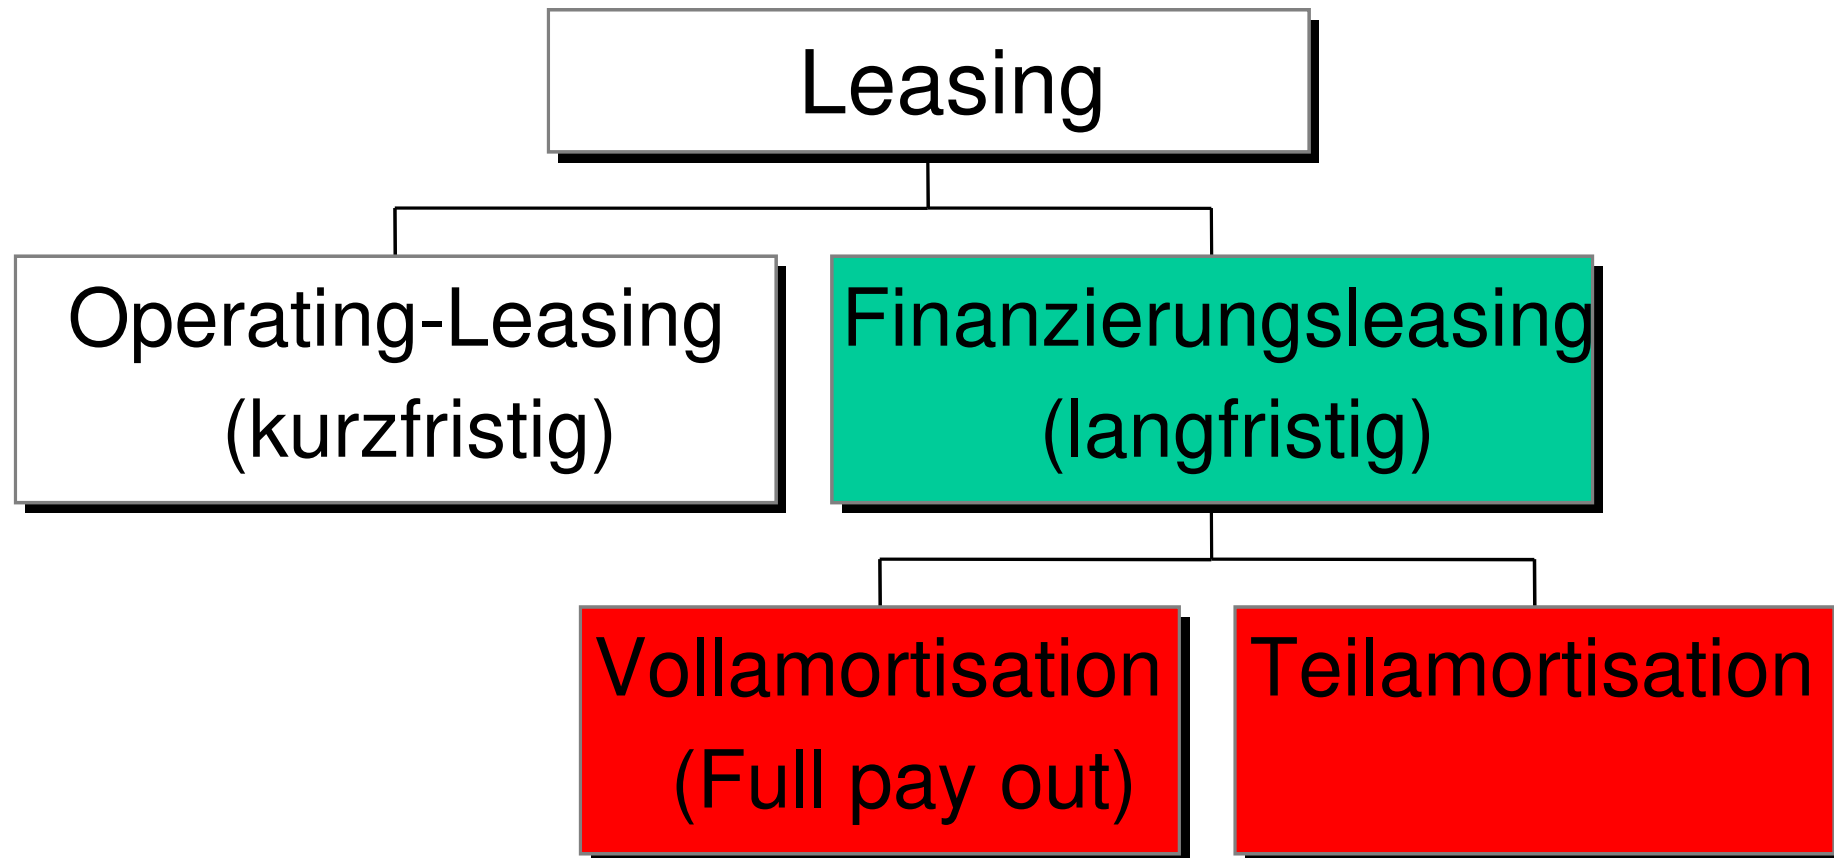 Leasing
Operating-Leasing
(kurzfristig)
Finanzierungsleasing
(langfristig)
Vollamortisation
(Full pay out)
Teilamortisation